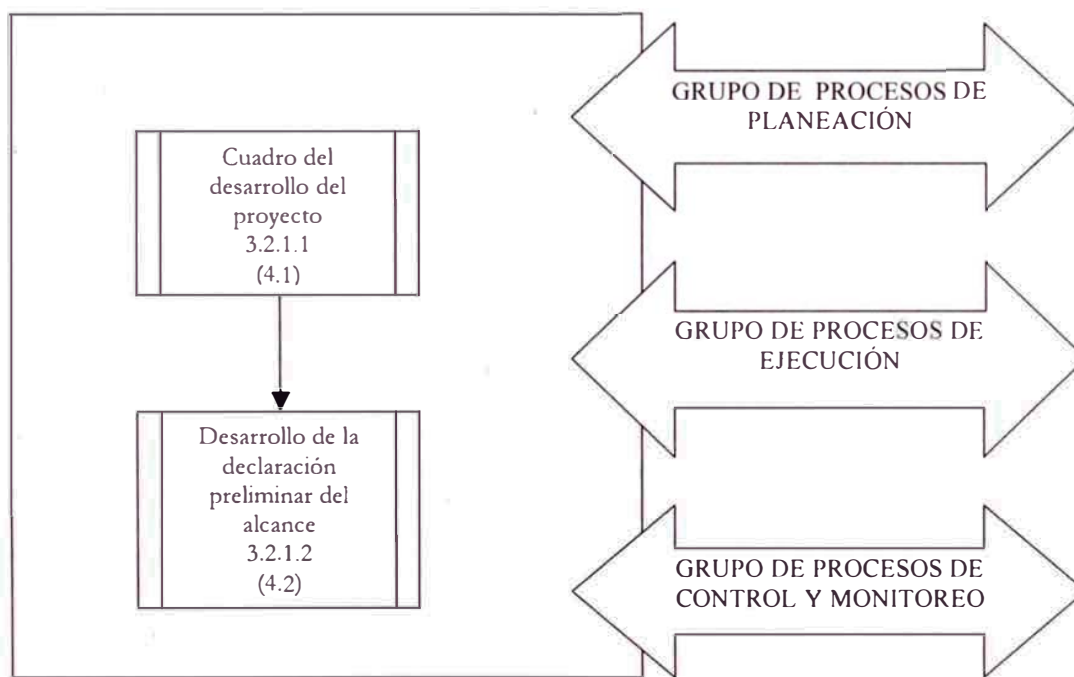 Cuadro del
desarrollo del
proyecto
3.2.1.1
(4.1)
Desarrollo de la
declaración
preliminar del
alcance
3.2.1.2
(4.2)
GRUPO DE PROCESOS DE
PLANEACIÓN
GRUPO DE PROCESOS DE
EJECUCIÓN
GRUPO DE PROCESOS DE
CONTROL Y MONITOREO